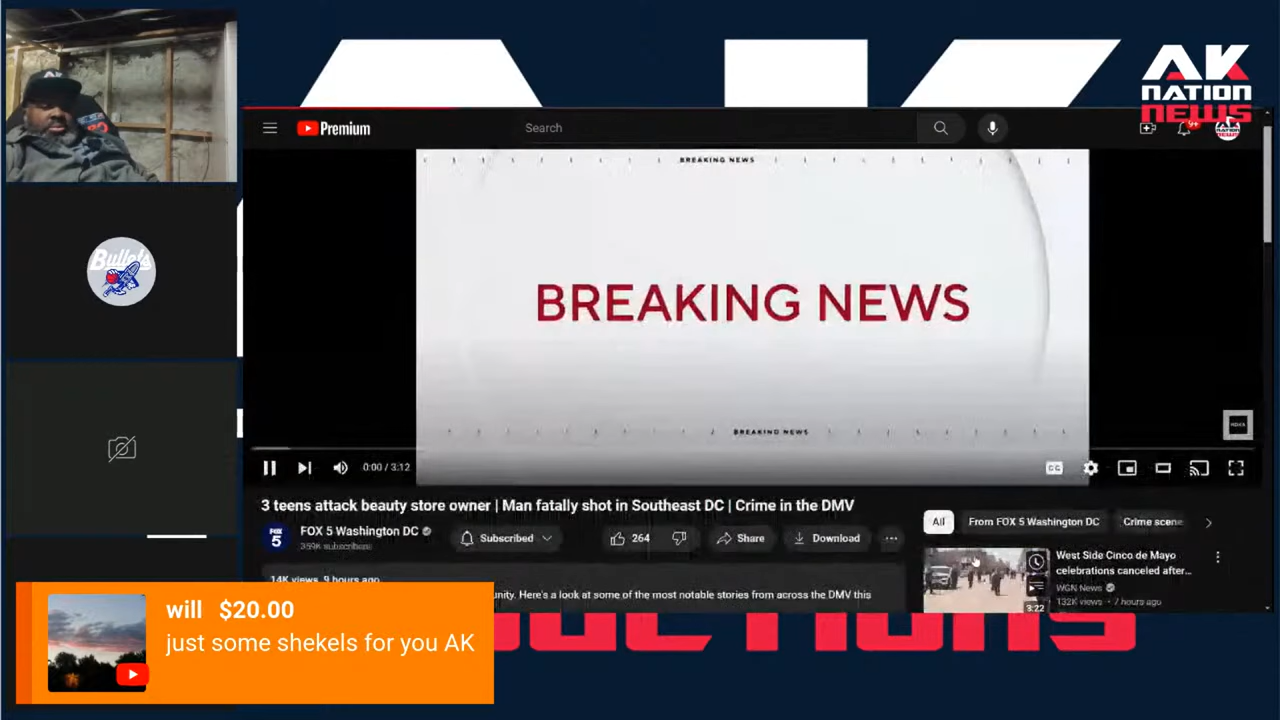 AK
NATION
NEWS
Premium
Search
9+
BREAKING NEWS
BREAKING NEWS
BREAKING NEWS
Bullets
0:00 / 3:12
CC
3 teens attack beauty store owner | Man fatally shot in Southeast DC | Crime in the DMV
FOX 5 Washington DC
359K subscribers
Subscribed
264
Share
Download
All
From FOX 5 Washington DC
Crime scene
14K views 9 hours ago
unity. Here's a look at some of the most notable stories from across the DMV this
West Side Cinco de Mayo
celebrations canceled after...
WGN News
132K views • 7 hours ago
3:22
will $20.00
just some shekels for you AK